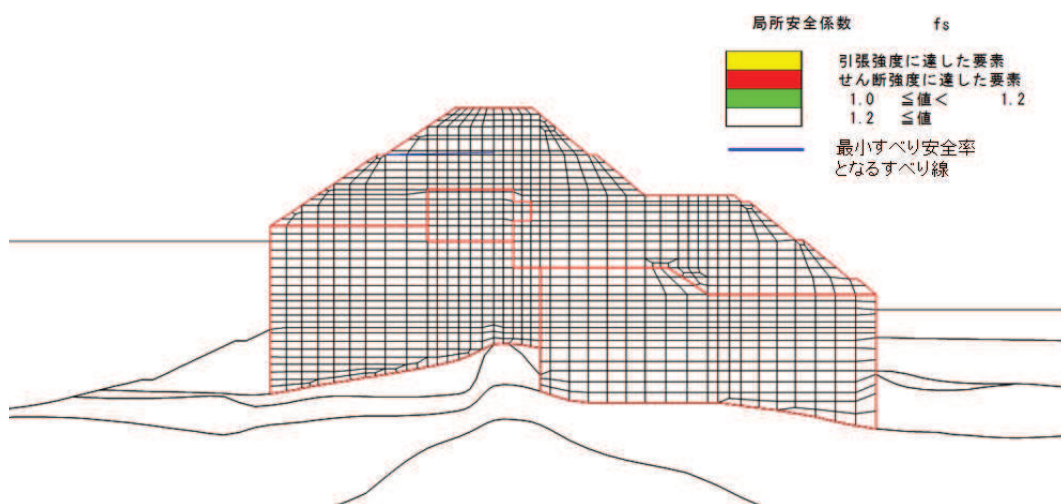 局所安全係数 fs
引張強度に達した要素
せん断強度に達した要素
1.0 ≦値< 1.2
1.2 ≦値
最小すべり安全率
となるすべり線